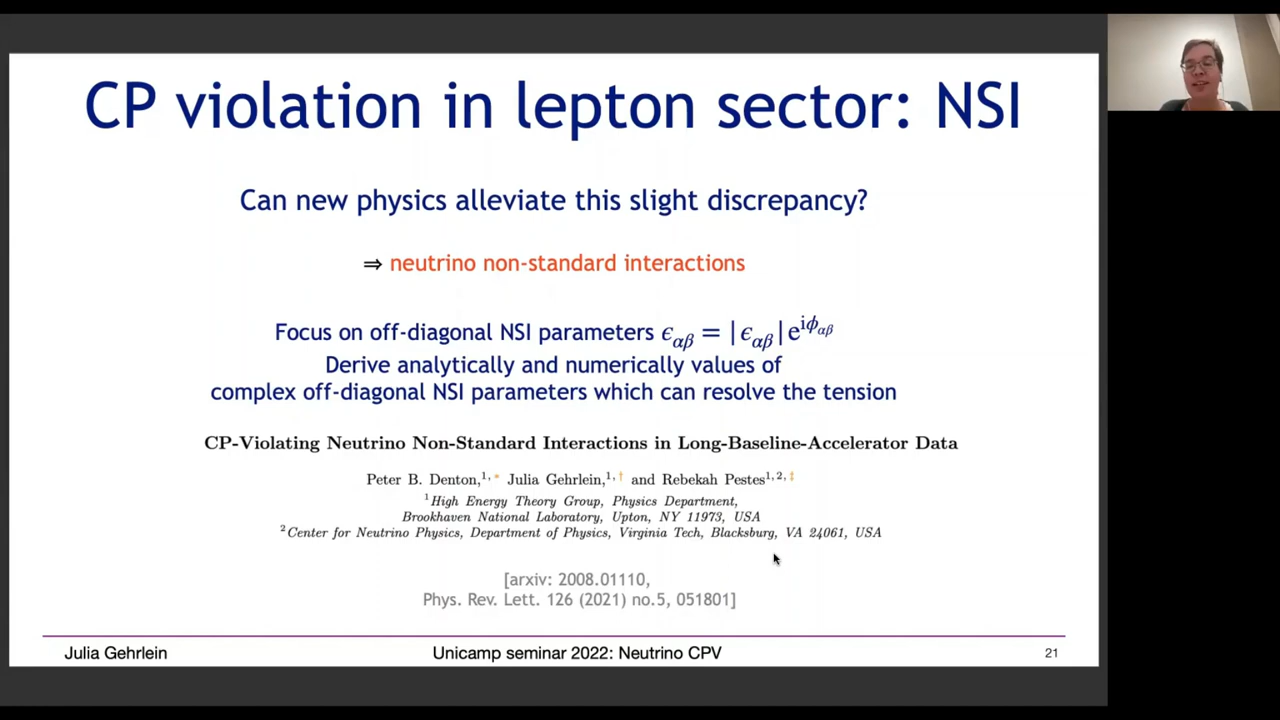 CP violation in lepton sector: NSI
Can new physics alleviate this slight discrepancy?
⇒ neutrino non-standard interactions
Focus on off-diagonal NSI parameters ϵ_αβ = |ϵ_αβ|e^{iϕ_αβ}
Derive analytically and numerically values of
complex off-diagonal NSI parameters which can resolve the tension
CP-Violating Neutrino Non-Standard Interactions in Long-Baseline-Accelerator Data
Peter B. Denton,1, * Julia Gehrlein,1, † and Rebekah Pestes1, 2, ‡
1High Energy Theory Group, Physics Department,
Brookhaven National Laboratory, Upton, NY 11973, USA
2Center for Neutrino Physics, Department of Physics, Virginia Tech, Blacksburg, VA 24061, USA
[arxiv: 2008.01110,
Phys. Rev. Lett. 126 (2021) no.5, 051801]
Julia Gehrlein Unicamp seminar 2022: Neutrino CPV 21